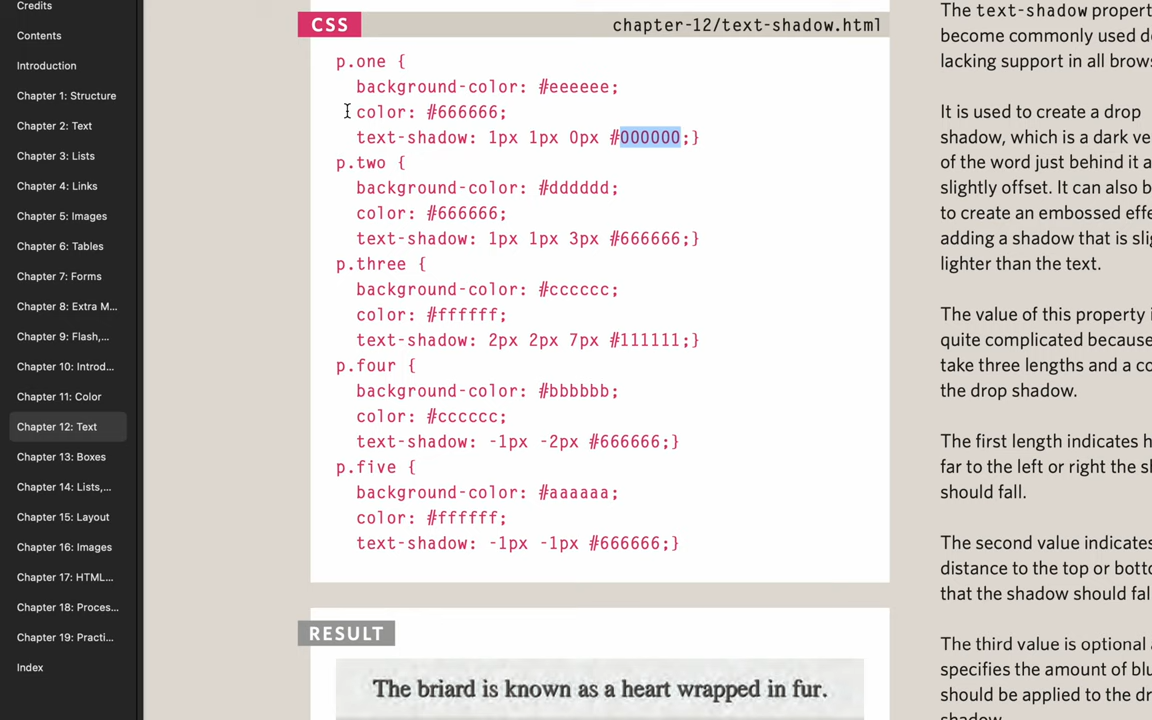 Credits
Contents
Introduction
Chapter 1: Structure
Chapter 2: Text
Chapter 3: Lists
Chapter 4: Links
Chapter 5: Images
Chapter 6: Tables
Chapter 7: Forms
Chapter 8: Extra M...
Chapter 9: Flash,...
Chapter 10: Introd...
Chapter 11: Color
Chapter 12: Text
Chapter 13: Boxes
Chapter 14: Lists,...
Chapter 15: Layout
Chapter 16: Images
Chapter 17: HTML...
Chapter 18: Proces...
Chapter 19: Practi...
Index
CSS chapter-12/text-shadow.html
p.one {
background-color: #eeeeee;
color: #666666;
text-shadow: 1px 1px 0px #000000;}
p.two {
background-color: #dddddd;
color: #666666;
text-shadow: 1px 1px 3px #666666;}
p.three {
background-color: #cccccc;
color: #ffffff;
text-shadow: 2px 2px 7px #111111;}
p.four {
background-color: #bbbbbb;
color: #cccccc;
text-shadow: -1px -2px #666666;}
p.five {
background-color: #aaaaaa;
color: #ffffff;
text-shadow: -1px -1px #666666;}
RESULT
The briard is known as a heart wrapped in fur.
The text-shadow propert
become commonly used d
lacking support in all brow
It is used to create a drop
shadow, which is a dark ve
of the word just behind it a
slightly offset. It can also b
to create an embossed effe
adding a shadow that is sli
lighter than the text.
The value of this property i
quite complicated because
take three lengths and a co
the drop shadow.
The first length indicates h
far to the left or right the s
should fall.
The second value indicates
distance to the top or botto
that the shadow should fal
The third value is optional a
specifies the amount of blu
should be applied to the dr
shadow.